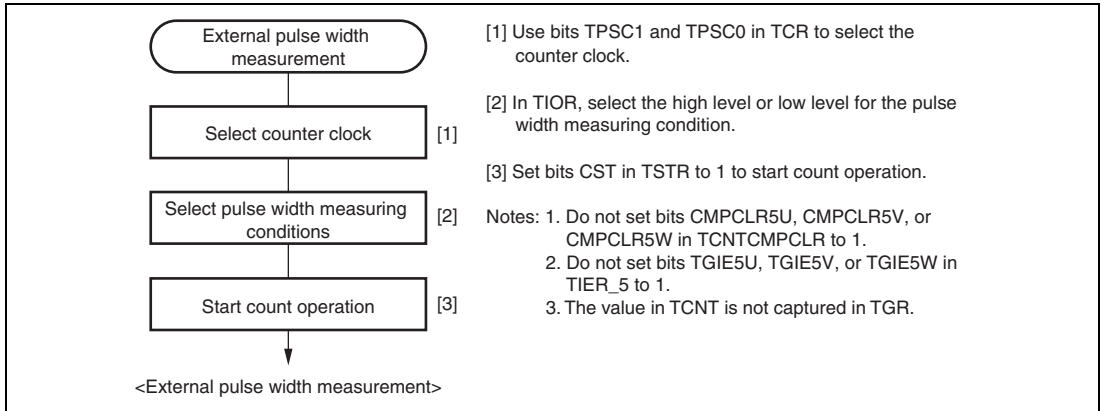 External pulse width
measurement
Select counter clock
[1]
Select pulse width measuring
conditions
[2]
Start count operation
[3]
<External pulse width measurement>
[1] Use bits TPSC1 and TPSC0 in TCR to select the
counter clock.
[2] In TIOR, select the high level or low level for the pulse
width measuring condition.
[3] Set bits CST in TSTR to 1 to start count operation.
Notes: 1. Do not set bits CMPCLR5U, CMPCLR5V, or
CMPCLR5W in TCNTCMPCLR to 1.
2. Do not set bits TGIE5U, TGIE5V, or TGIE5W in
TIER_5 to 1.
3. The value in TCNT is not captured in TGR.